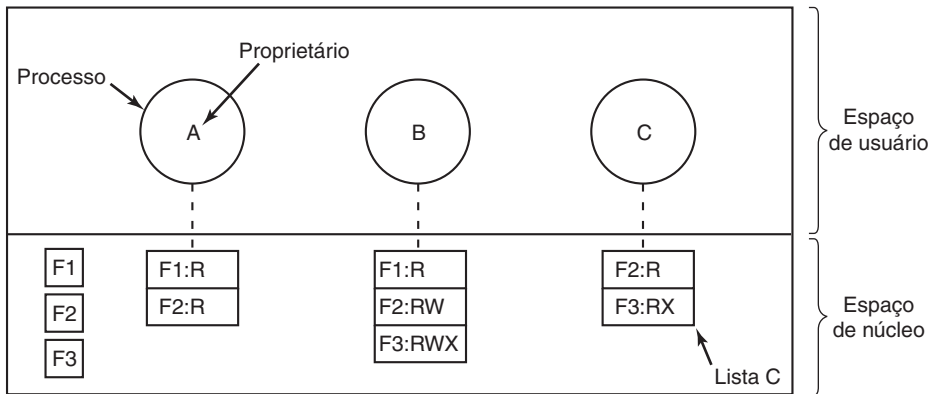 Proprietário
Processo
A
B
C
Espaço
de usuário
F1
F2
F3
F1:R
F2:R
F1:R
F2:RW
F3:RWX
F2:R
F3:RX
Lista C
Espaço
de núcleo